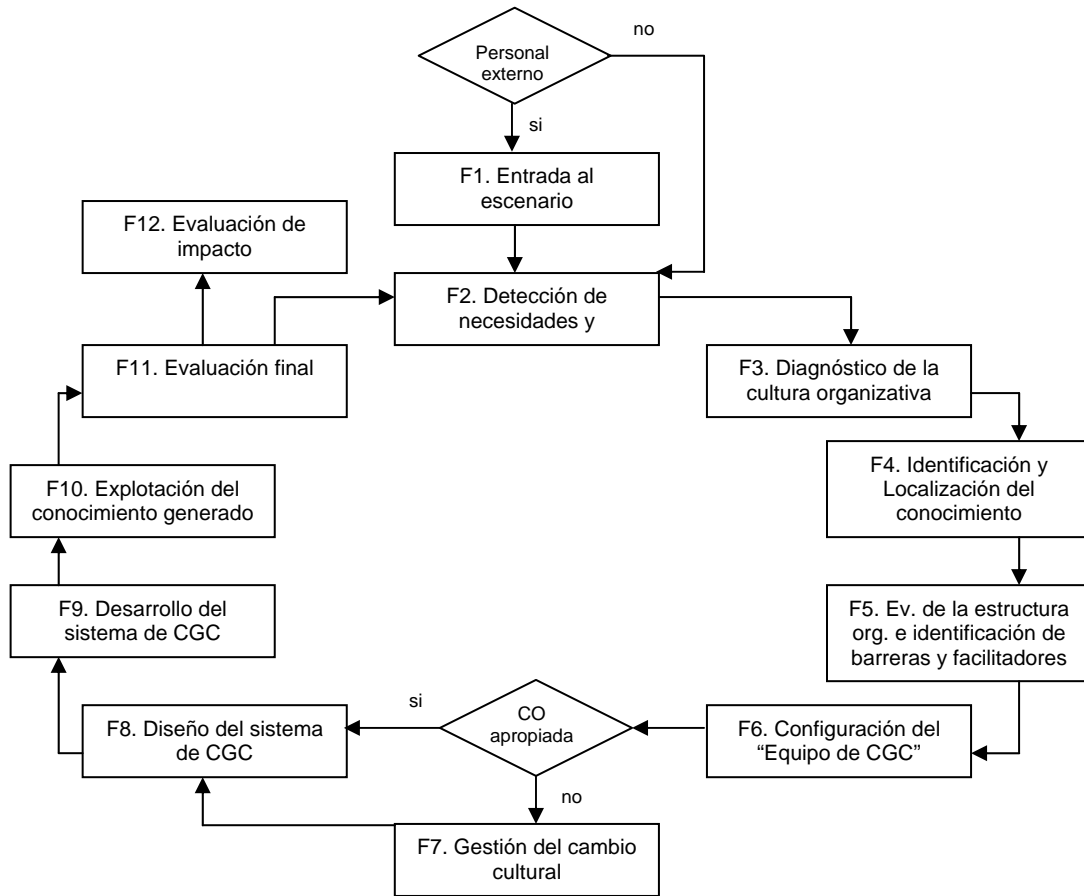 no
Personal
externo
si
F1. Entrada al
escenario
F12. Evaluación de
impacto
F2. Detección de
necesidades y
F11. Evaluación final
F3. Diagnóstico de la
cultura organizativa
F4. Identificación y
Localización del
conocimiento
F10. Explotación del
conocimiento generado
F9. Desarrollo del
sistema de CGC
F5. Ev. de la estructura
org. e identificación de
barreras y facilitadores
si
CO
apropiada
F8. Diseño del sistema
de CGC
F6. Configuración del
“Equipo de CGC”
no
F7. Gestión del cambio
cultural